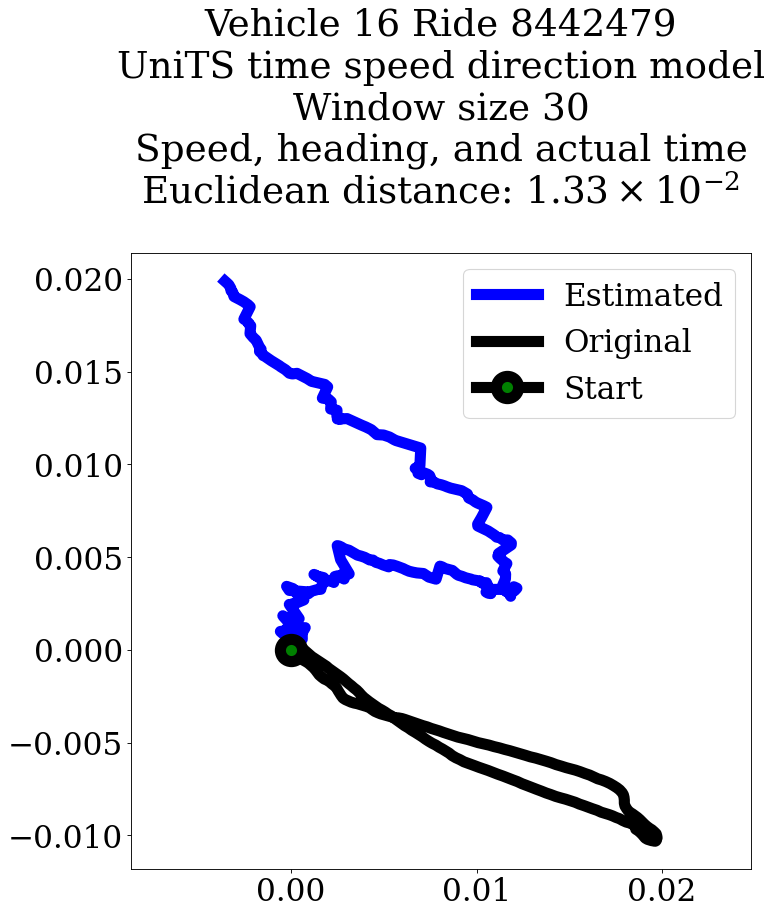 Vehicle 16 Ride 8442479
UniTS time speed direction model
Window size 30
Speed, heading, and actual time
Euclidean distance: 1.33 × 10⁻²
Estimated
Original
Start
0.020
0.015
0.010
0.005
0.000
−0.005
−0.010
0.00 0.01 0.02